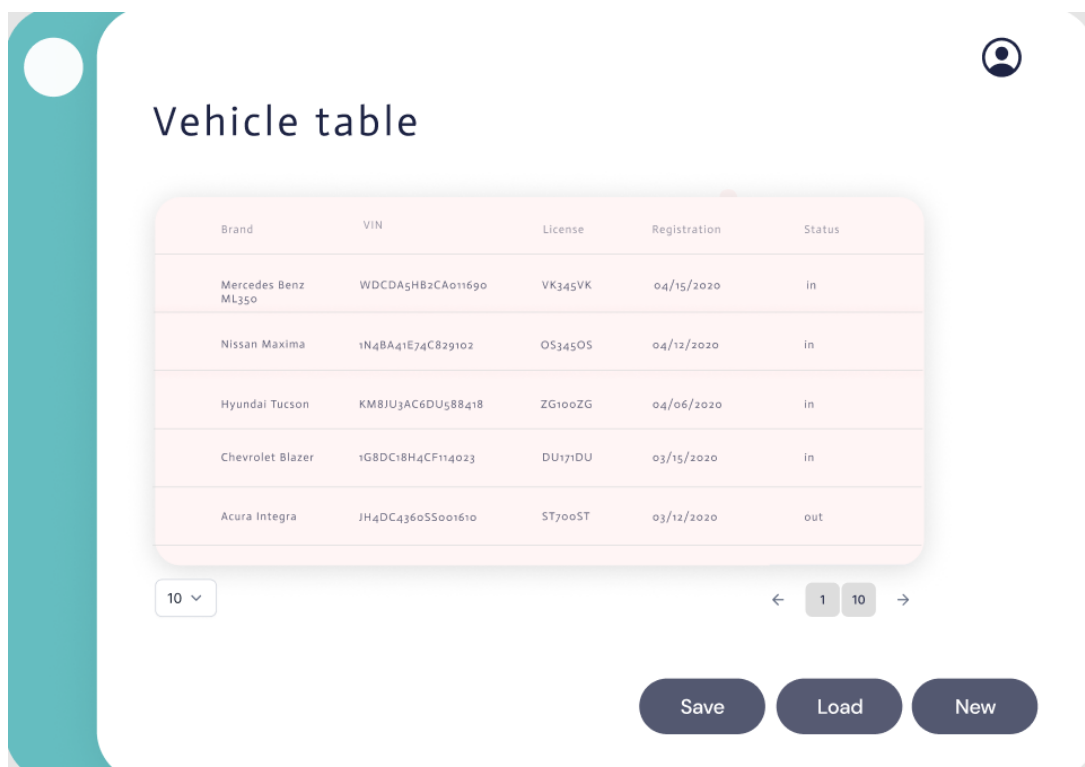 Vehicle table
Brand VIN License Registration Status
Mercedes Benz WDCDA5HB2CA011690 VK345VK 04/15/2020 in
ML350
Nissan Maxima 1N4BA41E74C829102 OS345OS 04/12/2020 in
Hyundai Tucson KM8JU3AC6DU588418 ZG100ZG 04/06/2020 in
Chevrolet Blazer 1G8DC18H4CF114023 DU171DU 03/15/2020 in
Acura Integra JH4DC4360SS001610 ST700ST 03/12/2020 out
10 1 10
Save Load New